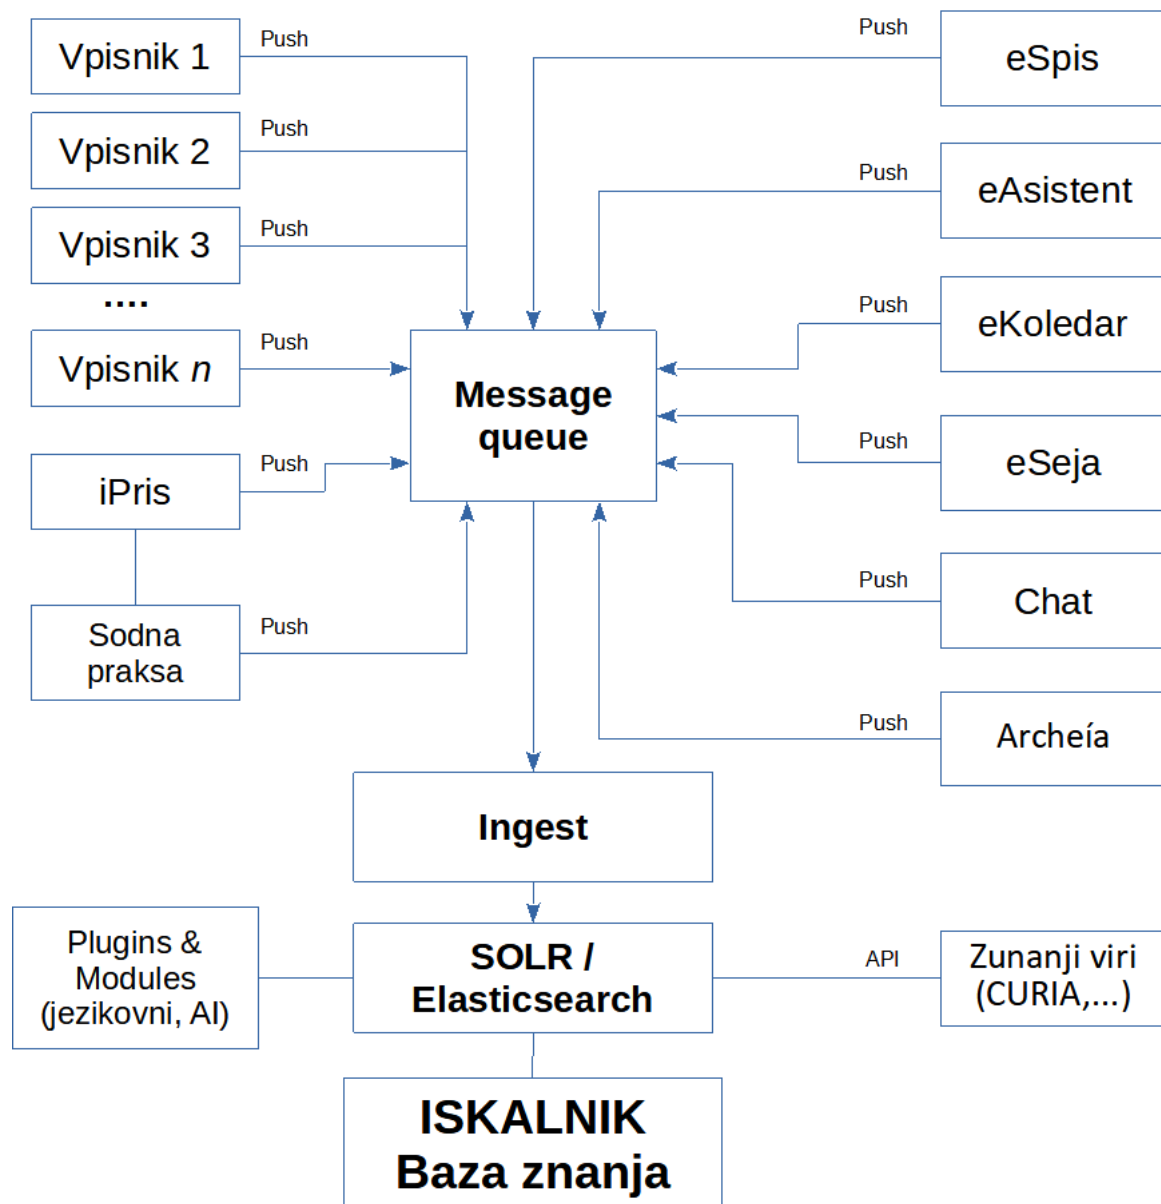 Vpisnik 1
Push
Vpisnik 2
Push
Vpisnik 3
Push
....
Vpisnik n
Push
iPris
Push
Sodna
praksa
Push
Message
queue
Push
eSpis
Push
eAsistent
Push
eKoledar
Push
eSeja
Push
Chat
Push
Archeía
Ingest
Plugins &
Modules
(jezikovni, AI)
SOLR /
Elasticsearch
API
Zunanji viri
(CURIA,...)
ISKALNIK
Baza znanja